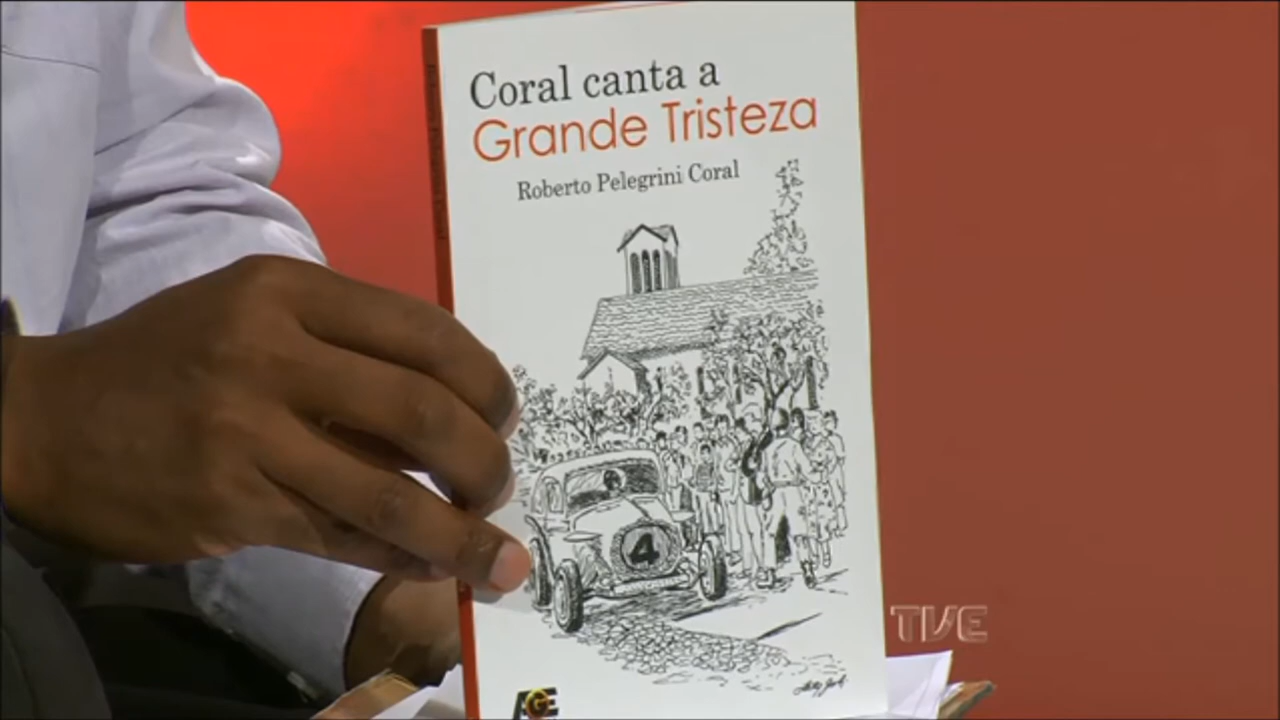 Coral canta a
Grande Tristeza
Roberto Pelegrini Coral
4
TVE
AGE